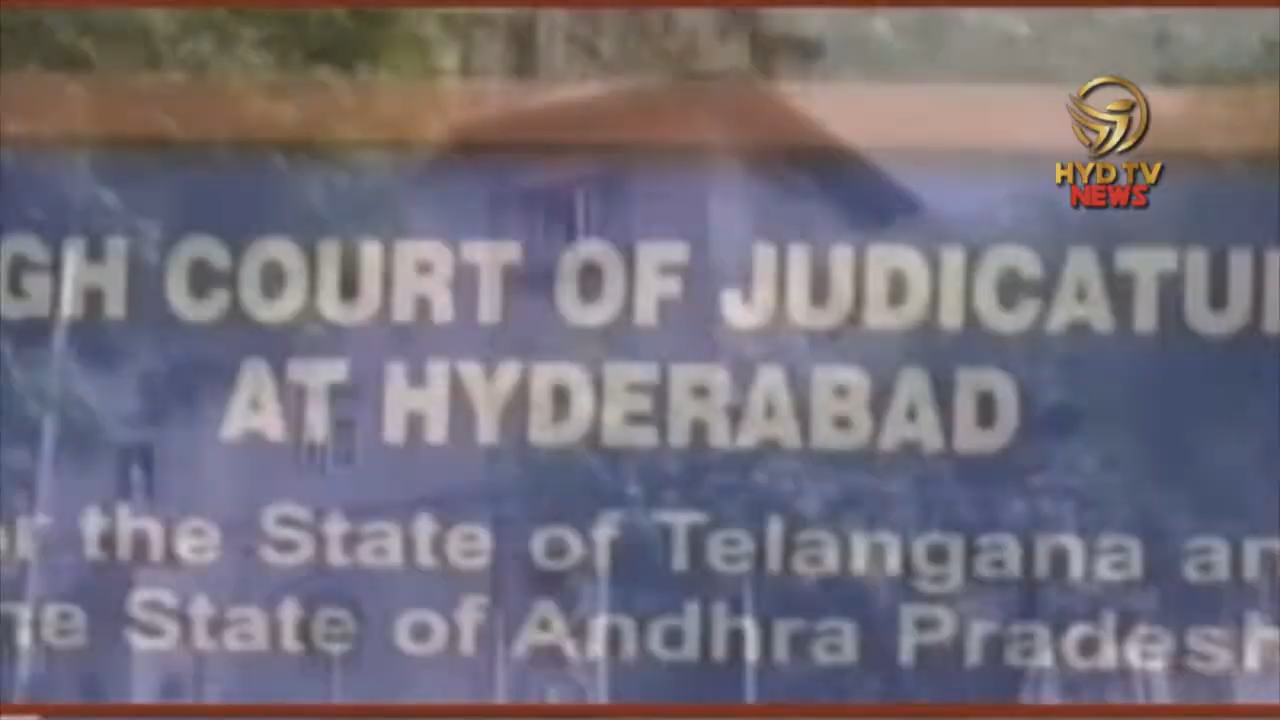 HYD TV
NEWS
GH COURT OF JUDICATU
AT HYDERABAD
r the State of Telangana an
e State of Andhra Pradesh